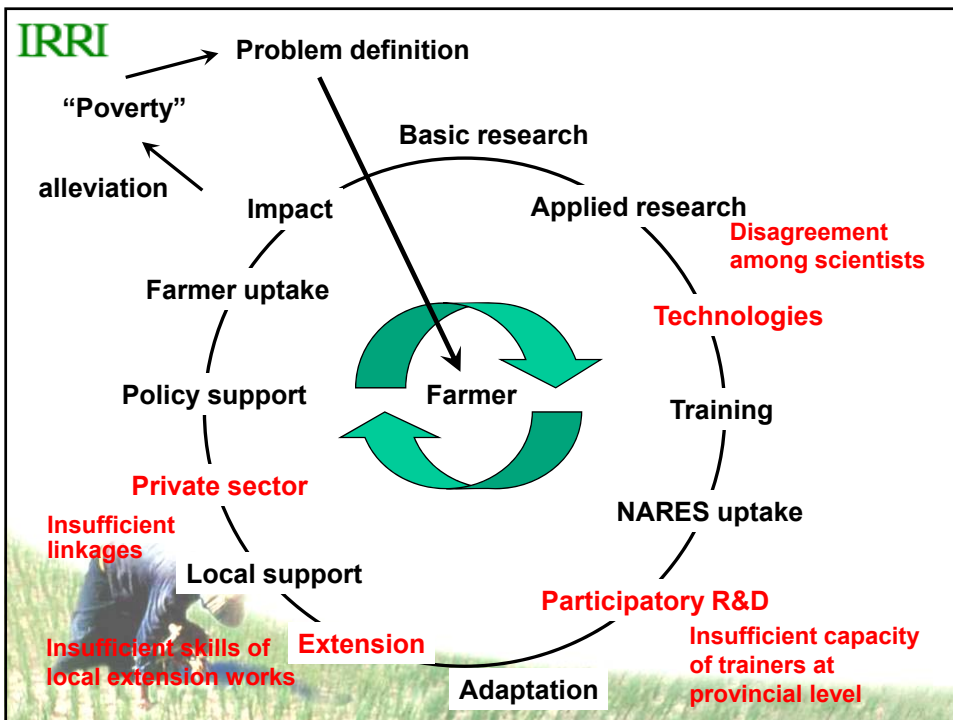 IRRI
Problem definition
“Poverty”
alleviation
Basic research
Impact
Applied research
Disagreement
among scientists
Farmer uptake
Technologies
Policy support
Farmer
Training
Private sector
NARES uptake
Insufficient
linkages
Local support
Participatory R&D
Insufficient skills of
local extension works
Extension
Insufficient capacity
of trainers at
provincial level
Adaptation